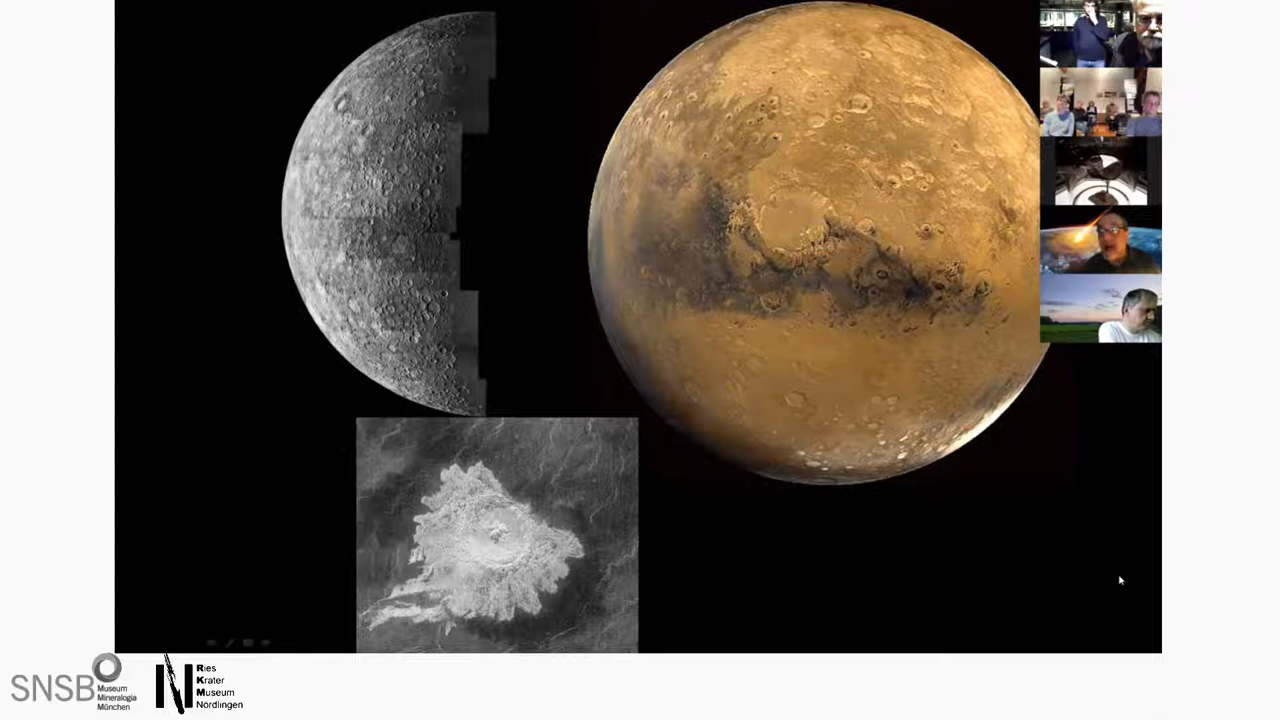 SNSB
Museum
Mineralogia
München
Ries
Krater
Museum
Nördlingen